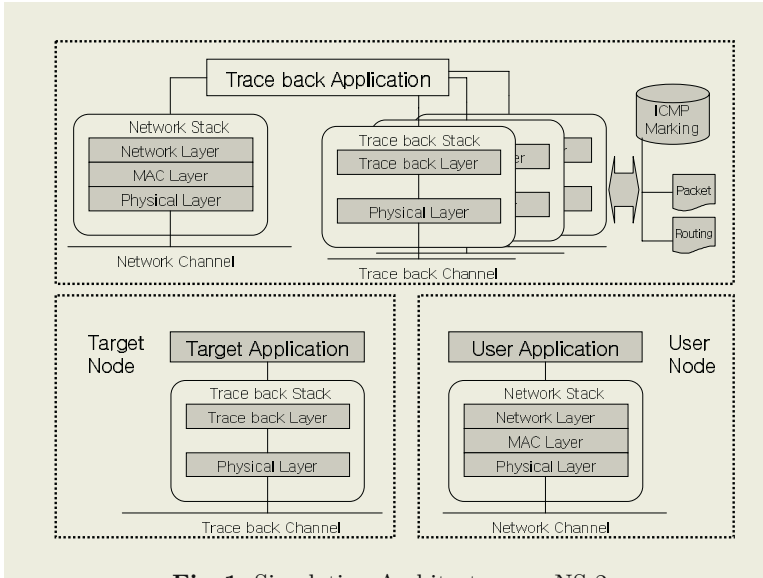 Trace back Application
Network Stack
Network Layer
MAC Layer
Physical Layer
Network Channel
Trace back Stack
Trace back Layer
Physical Layer
Trace back Channel
ICMP
Marking
Packet
Routing
Target
Node
Target Application
Trace back Stack
Trace back Layer
Physical Layer
Trace back Channel
User Application
User
Node
Network Stack
Network Layer
MAC Layer
Physical Layer
Network Channel